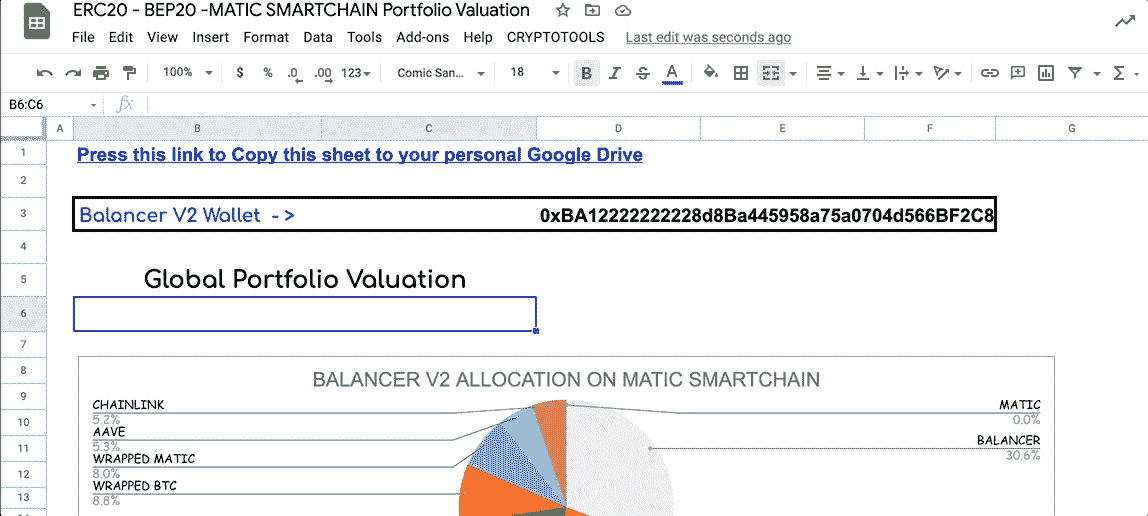 ERC20 - BEP20 -MATIC SMARTCHAIN Portfolio Valuation
File Edit View Insert Format Data Tools Add-ons Help CRYPTOTOOLS Last edit was seconds ago
100% $ % .0 .00 123 Comic San... 18 B I S A
B6:C6 fx
A B C D E F G
1 Press this link to Copy this sheet to your personal Google Drive
2
3 Balancer V2 Wallet - > 0xBA12222222228d8Ba445958a75a0704d566BF2C8
4
5 Global Portfolio Valuation
6
7
8 BALANCER V2 ALLOCATION ON MATIC SMARTCHAIN
9 CHAINLINK MATIC
10 5.2% 0.0%
AAVE BALANCER
11 5.3% 30.6%
WRAPPED MATIC
12 8.0%
WRAPPED BTC
13 8.8%